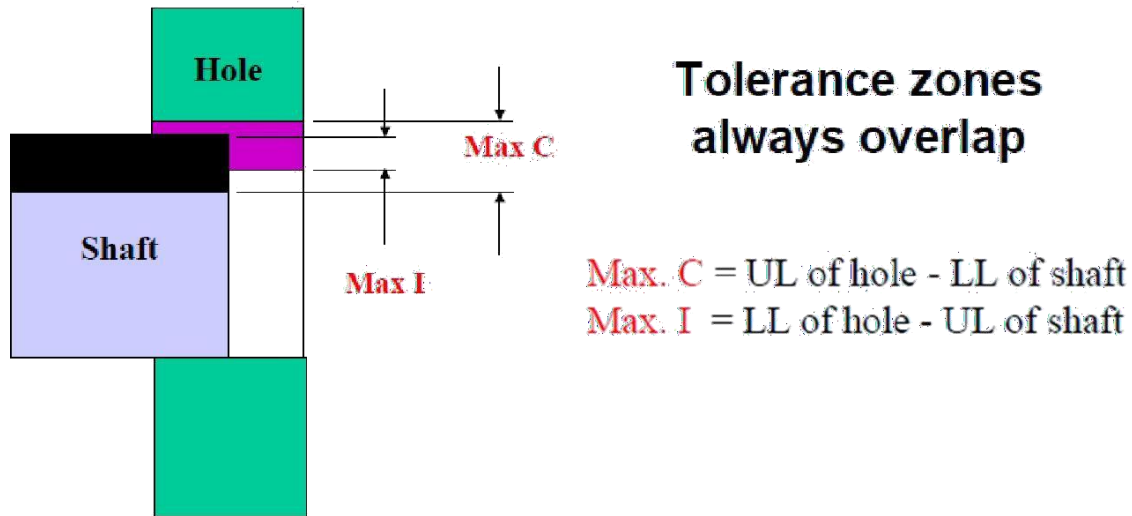 Hole
Max C
Shaft
Max I
Tolerance zones
always overlap
Max. C = UL of hole - LL of shaft
Max. I = LL of hole - UL of shaft